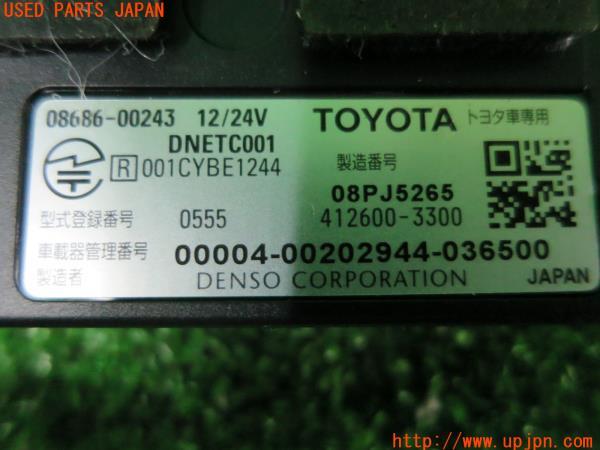 USED PARTS JAPAN
08686-00243 12/24V TOYOTA トヨタ車専用
DNETC001
R 001CYBE1244 製造番号
08PJ5265
型式登録番号 0555 412600-3300
車載器管理番号 00004-00202944-036500
製造者 DENSO CORPORATION JAPAN
http://www.upjpn.com/